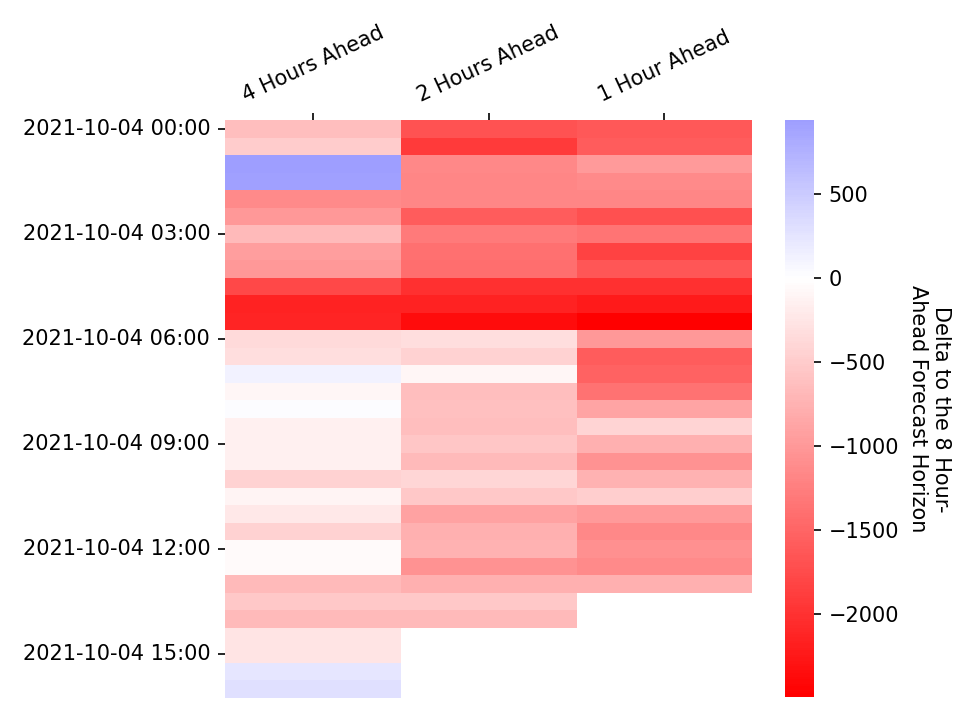 4 Hours Ahead
2 Hours Ahead
1 Hour Ahead
2021-10-04 00:00
2021-10-04 03:00
2021-10-04 06:00
2021-10-04 09:00
2021-10-04 12:00
2021-10-04 15:00
500
0
−500
−1000
−1500
−2000
Delta to the 8 Hour-
Ahead Forecast Horizon